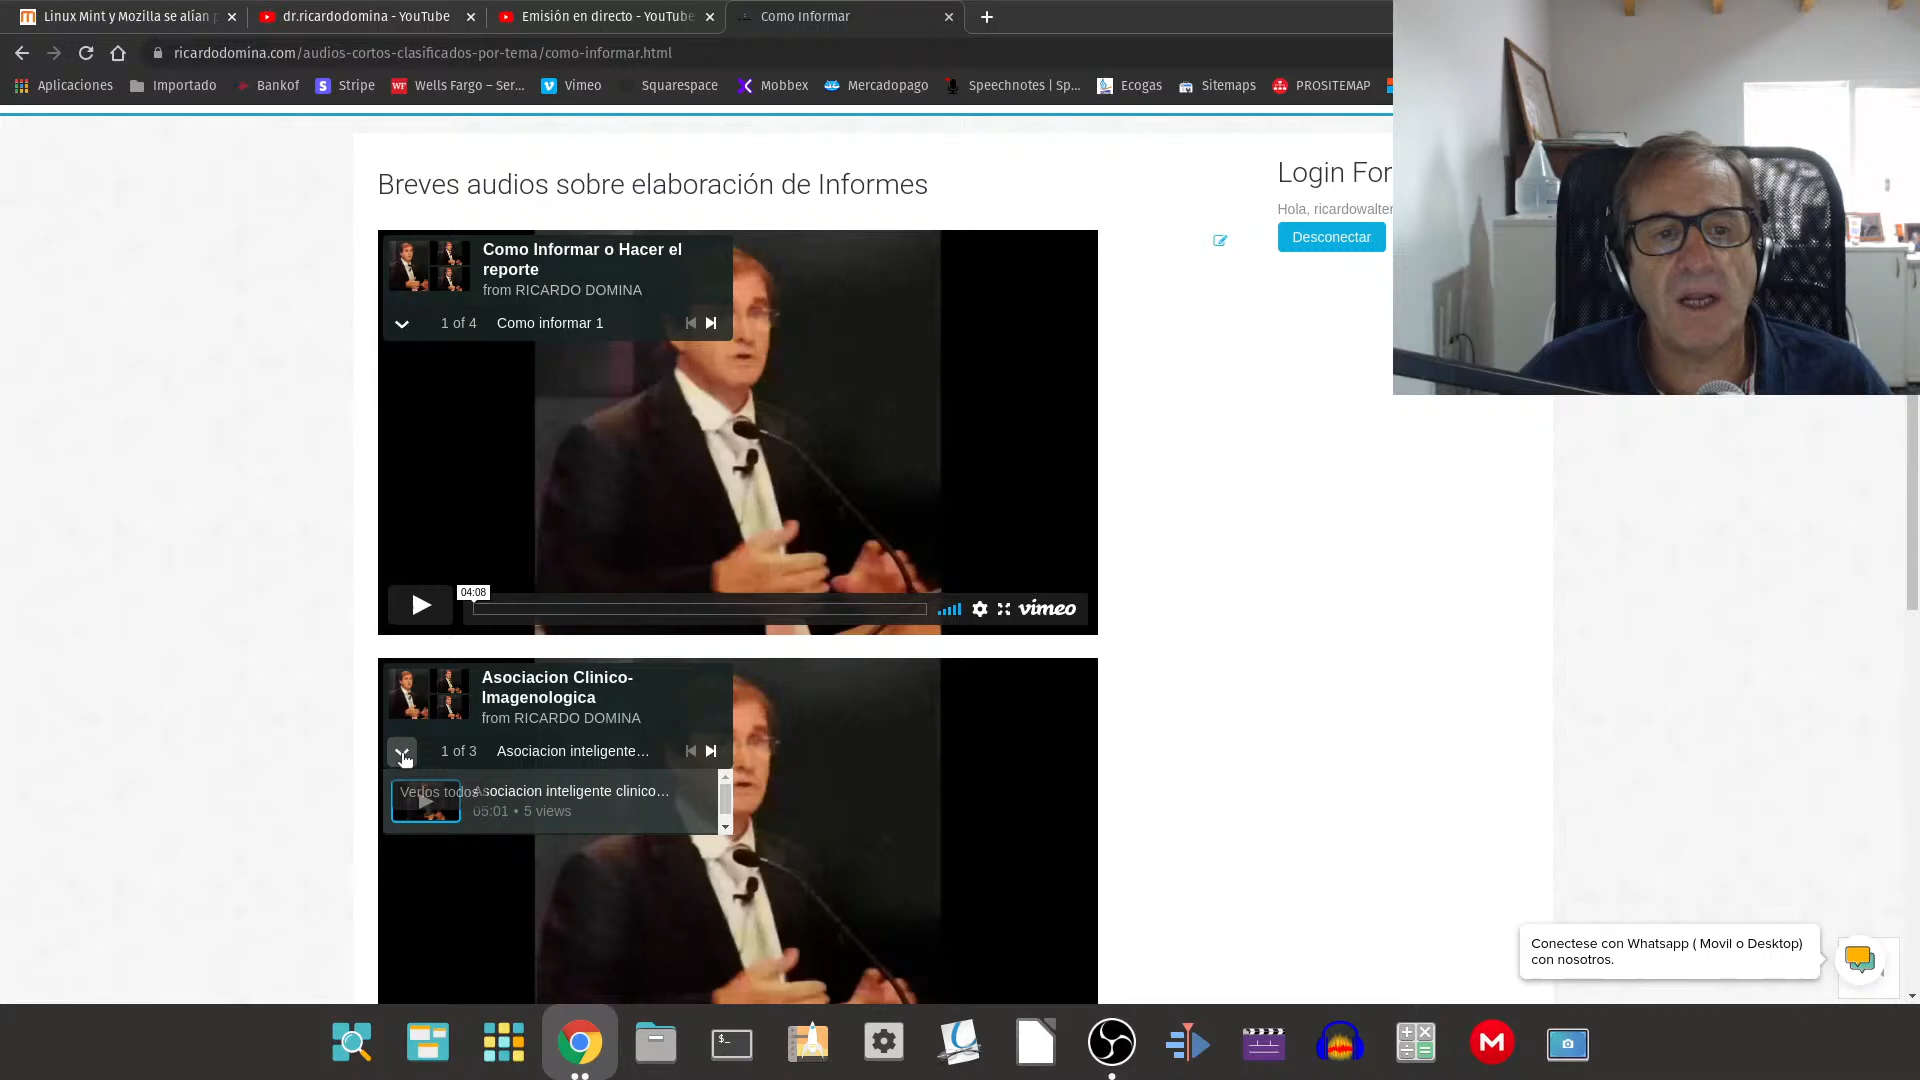 Linux Mint y Mozilla se alían
dr.ricardodomina - YouTube
Emisión en directo - YouTube
Como Informar
ricardodomina.com/audios-cortos-clasificados-por-tema/como-informar.html
Aplicaciones
Importado
Bankof
Stripe
Wells Fargo – Ser...
Vimeo
Squarespace
Mobbex
Mercadopago
Speechnotes | Sp...
Ecogas
Sitemaps
PROSITEMAP
Breves audios sobre elaboración de Informes
Login For
Hola, ricardowalter
Desconectar
Como Informar o Hacer el
reporte
from RICARDO DOMINA
1 of 4
Como informar 1
04:08
vimeo
Asociacion Clinico-
Imagenologica
from RICARDO DOMINA
1 of 3
Asociacion inteligente...
Verlos todos
Asociacion inteligente clinico...
05:01 • 5 views
Conectese con Whatsapp ( Movil o Desktop)
con nosotros.